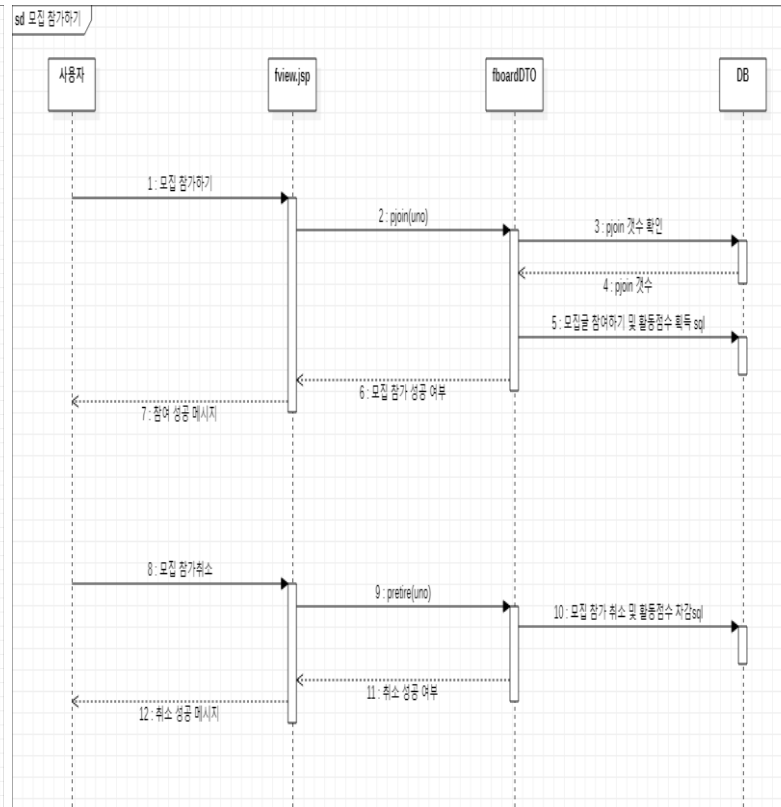 sd 모집 참가하기
사용자
fview.jsp
fboardDTO
DB
1 : 모집 참가하기
2 : pjoin(uno)
3 : pjoin 갯수 확인
4 : pjoin 갯수
5 : 모집글 참여하기 및 활동점수 획득 sql
6 : 모집 참가 성공 여부
7 : 참여 성공 메시지
8 : 모집 참가취소
9 : pretire(uno)
10 : 모집 참가 취소 및 활동점수 차감sql
11 : 취소 성공 여부
12 : 취소 성공 메시지